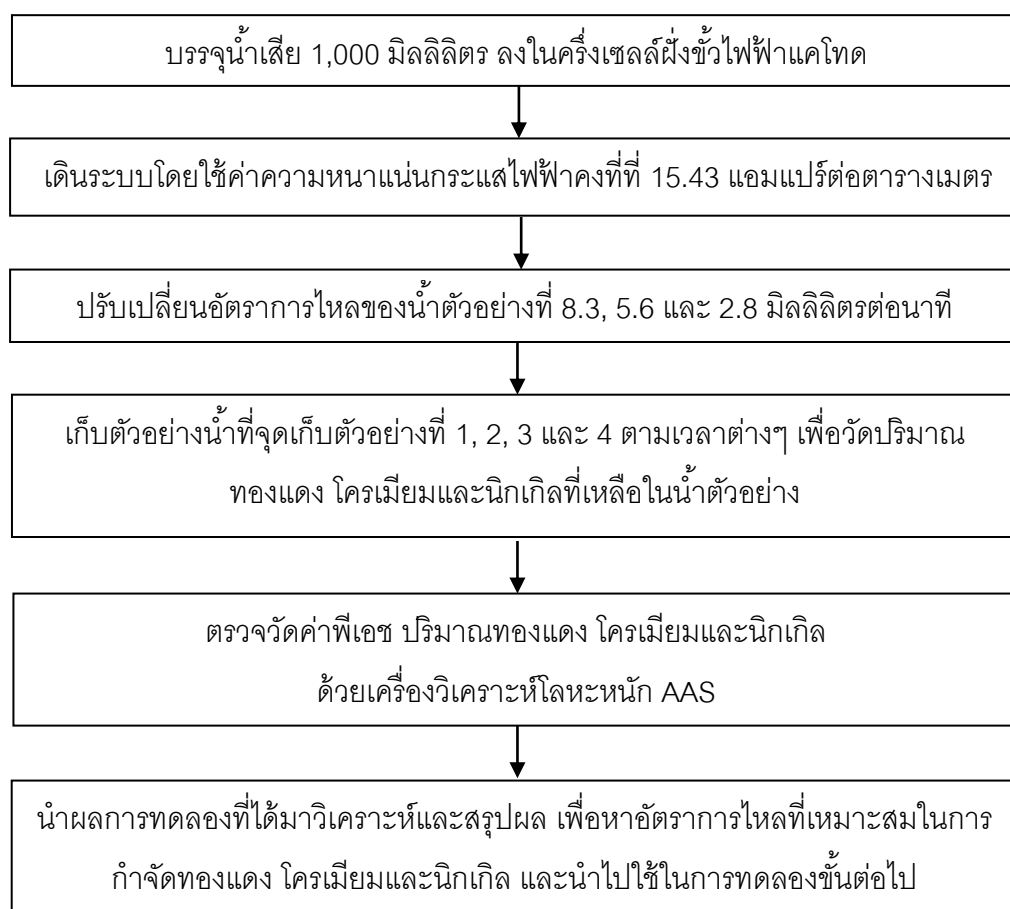 บรรจุน้ำเสีย 1,000 มิลลิลิตร ลงในครึ่งเซลล์ฝั่งขั้วไฟฟ้าแคโทด
เดินระบบโดยใช้ค่าความหนาแน่นกระแสไฟฟ้าคงที่ที่ 15.43 แอมแปร์ต่อตารางเมตร
ปรับเปลี่ยนอัตราการไหลของน้ำตัวอย่างที่ 8.3, 5.6 และ 2.8 มิลลิลิตรต่อนาที
เก็บตัวอย่างน้ำที่จุดเก็บตัวอย่างที่ 1, 2, 3 และ 4 ตามเวลาต่างๆ เพื่อวัดปริมาณ
ทองแดง โครเมียมและนิกเกิลที่เหลือในน้ำตัวอย่าง
ตรวจวัดค่าพีเอช ปริมาณทองแดง โครเมียมและนิกเกิล
ด้วยเครื่องวิเคราะห์โลหะหนัก AAS
นำผลการทดลองที่ได้มาวิเคราะห์และสรุปผล เพื่อหาอัตราการไหลที่เหมาะสมในการ
กำจัดทองแดง โครเมียมและนิกเกิล และนำไปใช้ในการทดลองขั้นต่อไป